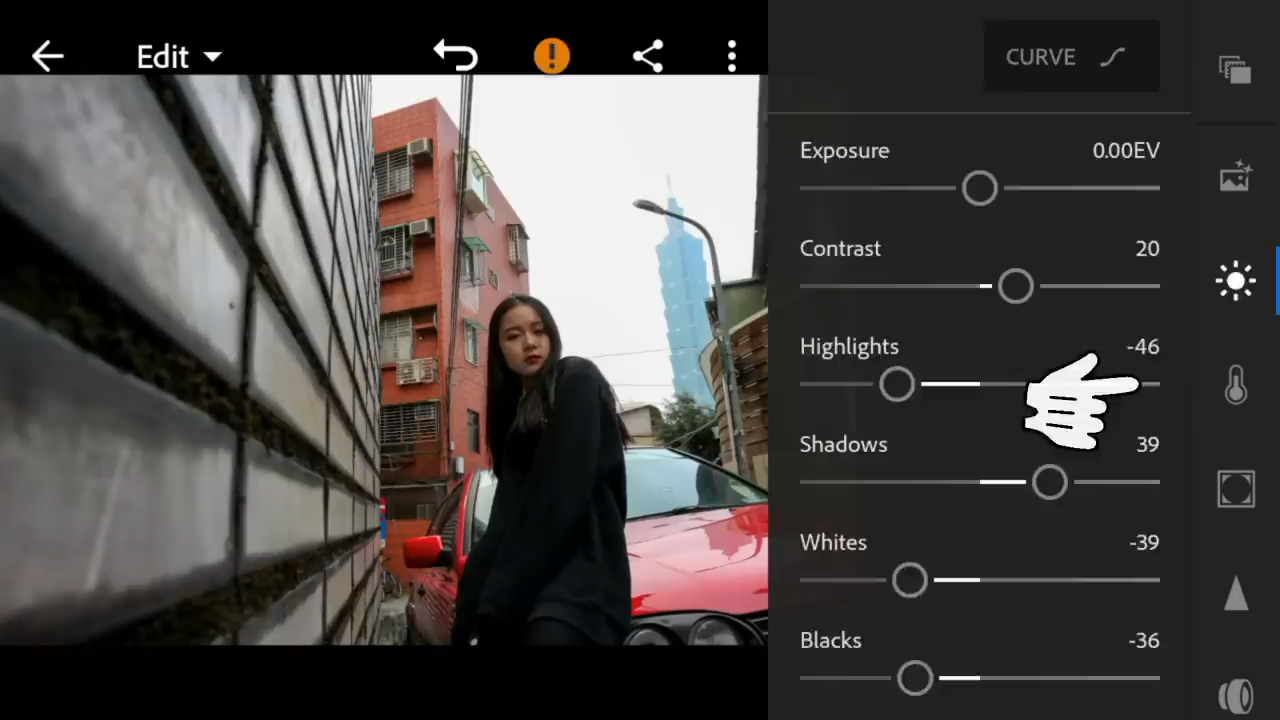 Edit
CURVE
Exposure 0.00EV
Contrast 20
Highlights -46
Shadows 39
Whites -39
Blacks -36